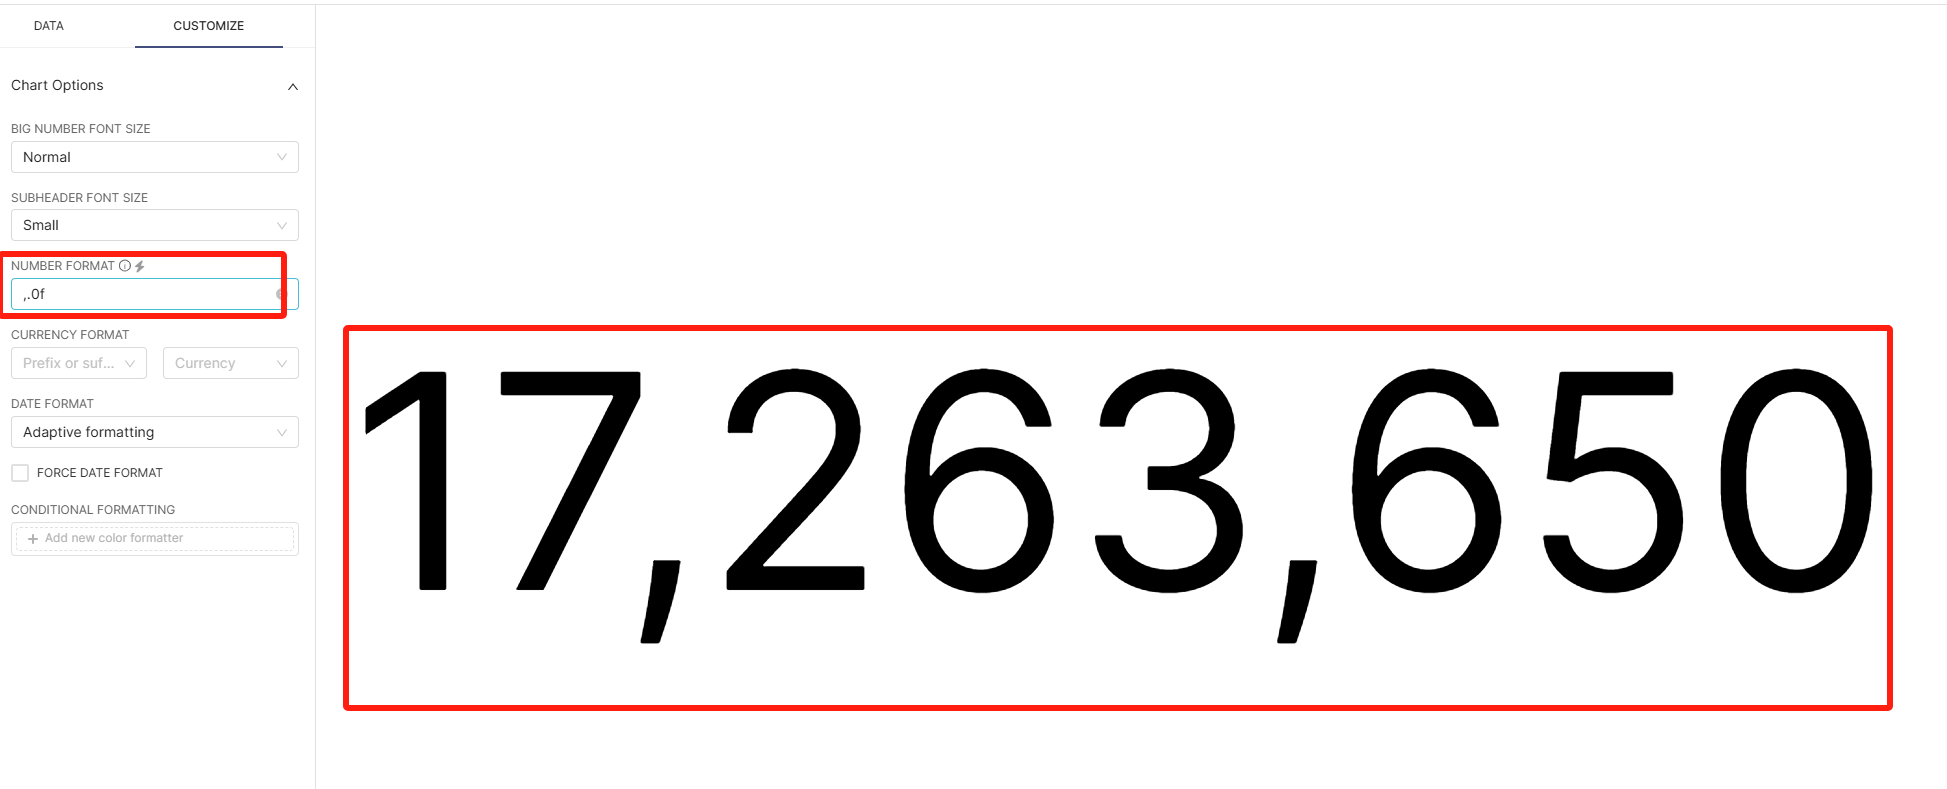 DATA
CUSTOMIZE
Chart Options
BIG NUMBER FONT SIZE
Normal
SUBHEADER FONT SIZE
Small
NUMBER FORMAT
,.0f
CURRENCY FORMAT
Prefix or suf...
Currency
DATE FORMAT
Adaptive formatting
FORCE DATE FORMAT
CONDITIONAL FORMATTING
+ Add new color formatter
17,263,650